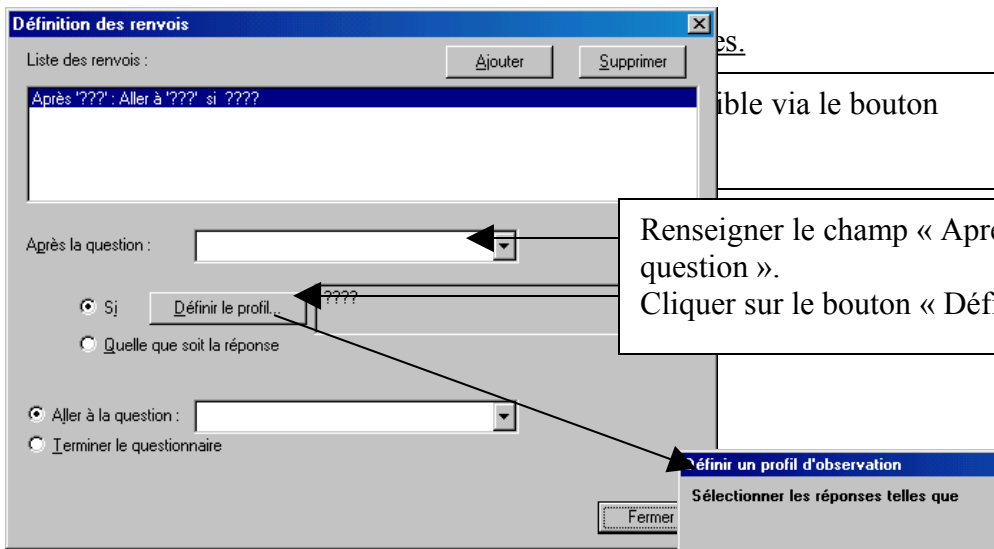 Définition des renvois
es.
Liste des renvois :
Ajouter
Supprimer
Après '???' : Aller à '???' si ????
ible via le bouton
Renseigner le champ « Apr
question ».
Cliquer sur le bouton « Déf
Après la question :
Si
Définir le profil...
????
Quelle que soit la réponse
Aller à la question :
Terminer le questionnaire
Fermer
Définir un profil d'observation
Sélectionner les réponses telles que